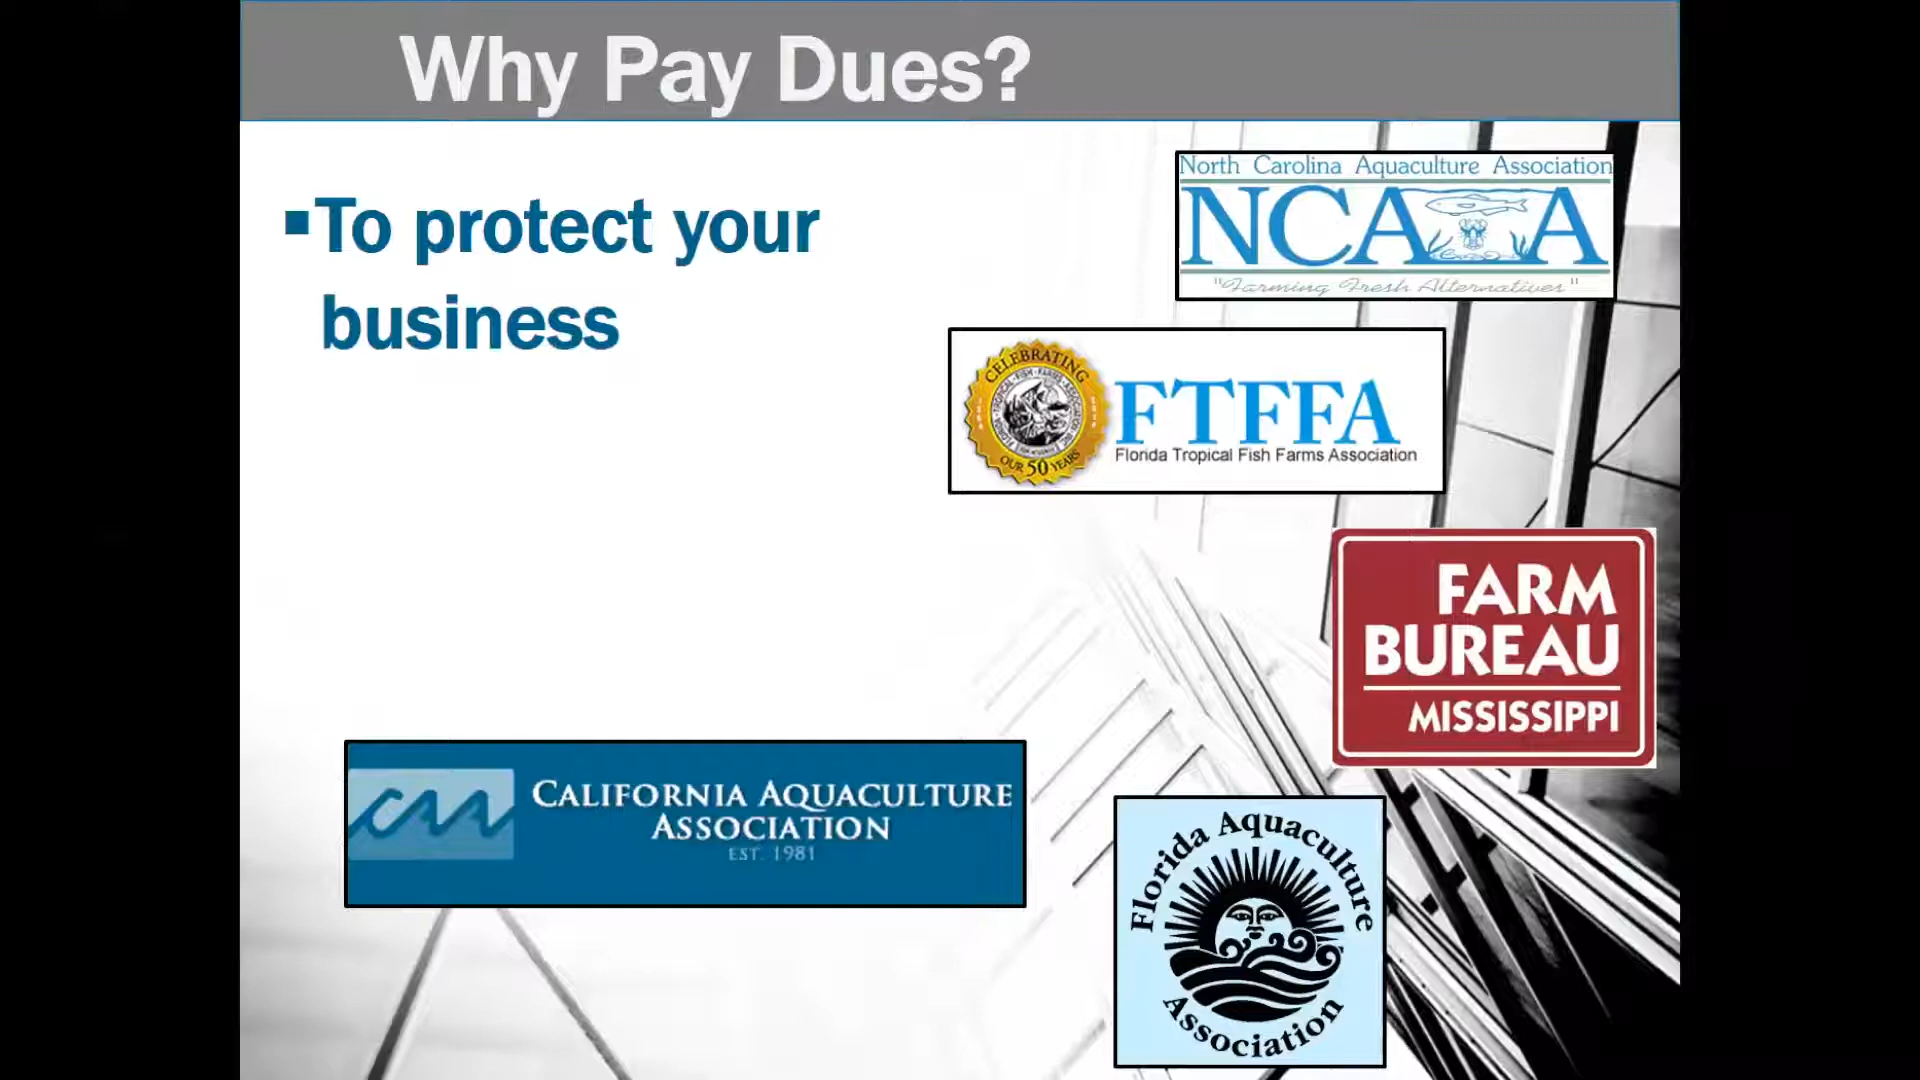 Why Pay Dues?
▪To protect your
business
North Carolina Aquaculture Association
NCAA
"Farming Fresh Alternatives"
CELEBRATING
OUR 50 YEARS
FTFFA
Florida Tropical Fish Farms Association
FARM
BUREAU
MISSISSIPPI
CAA
CALIFORNIA AQUACULTURE
ASSOCIATION
EST. 1981
Florida Aquaculture
Association